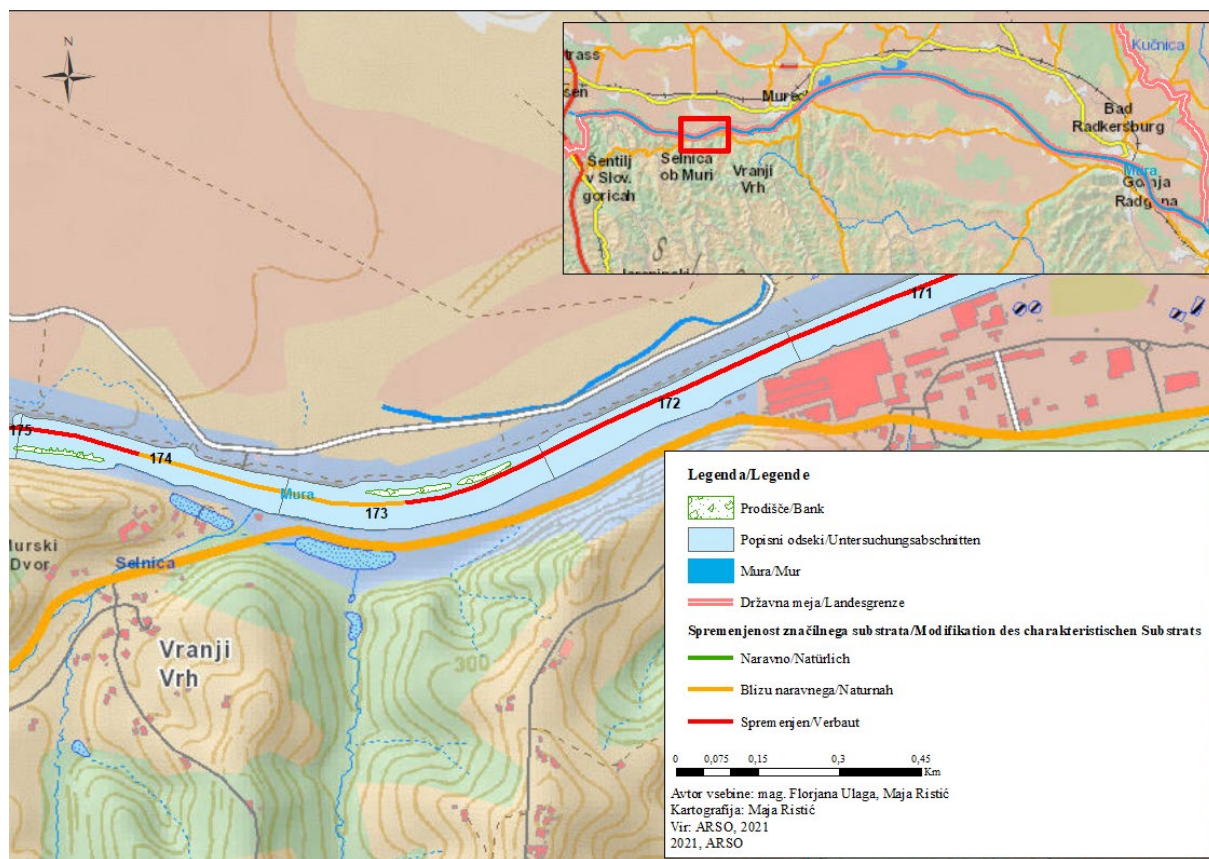 N
Kučnica
trass
señ
Murec
Bad
Radkersburg
Mura
Gornja
Radgona
Šentilj
v Slov.
goricah
Selnica
ob Muri
Vranji
Vrh
S
171
172
175
174
Mura
173
Murski
Dvor
Selnica
Vranji
Vrh
300
Legenda/Legende
Prodišče/Bank
Popisni odseki/Untersuchungsabschnitten
Mura/Mur
Državna meja/Landesgrenze
Spremenjenost značilnega substrata/Modifikation des charakteristischen Substrats
Naravno/Natürlich
Blizu naravnega/Naturnah
Spremenjen/Verbaut
0 0,075 0,15 0,3 0,45
Km
Avtor vsebine: mag. Florjana Ulaga, Maja Ristić
Kartografija: Maja Ristić
Vir: ARSO, 2021
2021, ARSO